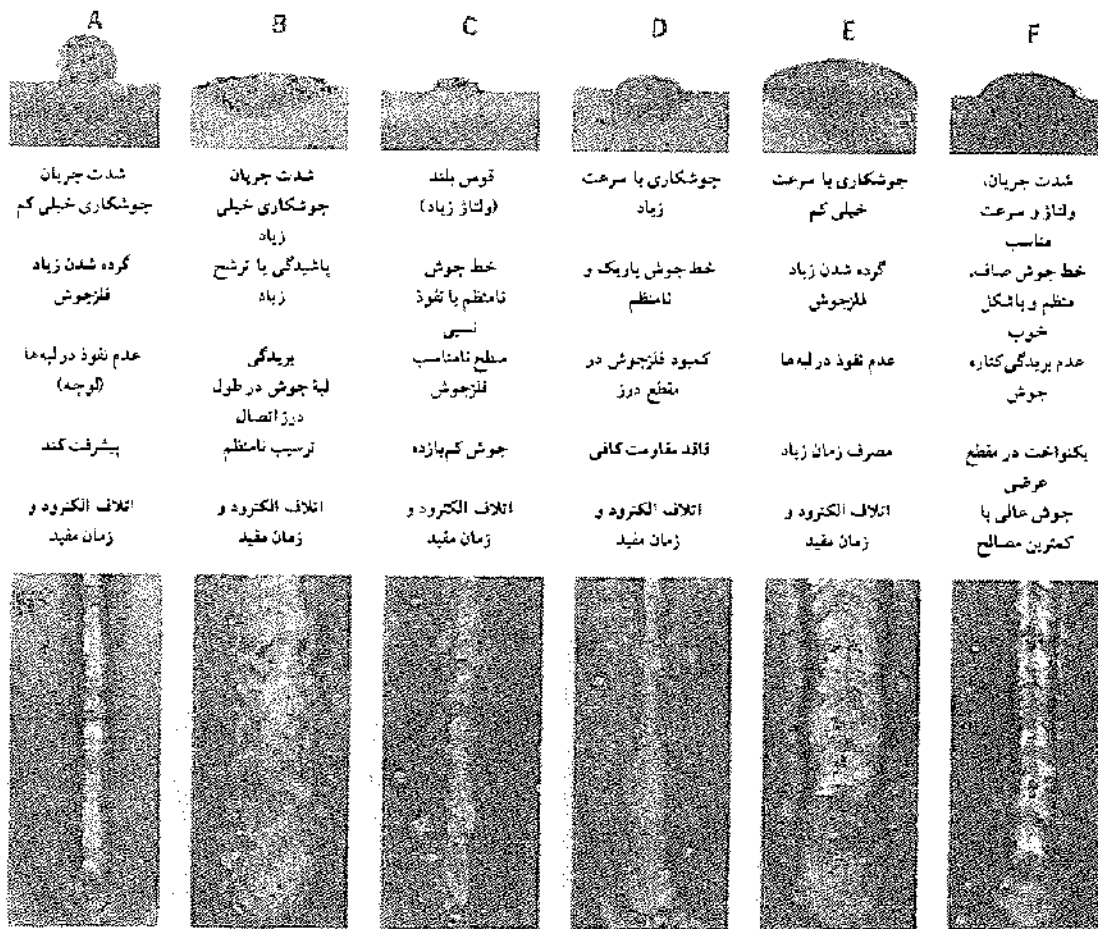 A
B
C
D
E
F
شدت جریان
جوشکاری خیلی کم
گرده شدن زیاد
فلزجوش
عدم نفوذ در لبه‌ها
(لوچه)
پیشرفت کند
اتلاف الکترود و
زمان مفید
شدت جریان
جوشکاری خیلی
زیاد
پاشیدگی یا ترشح
زیاد
بریدگی
لبهٔ جوش در طول
درز اتصال
ترسیب نامنظم
اتلاف الکترود و
زمان مفید
قوس بلند
(ولتاژ زیاد)
خط جوش
نامنظم با نفوذ
نسبی
سطح نامناسب
فلزجوش
جوش کم‌بازده
اتلاف الکترود و
زمان مفید
جوشکاری با سرعت
زیاد
خط جوش باریک و
نامنظم
کمبود فلزجوش در
مقطع درز
فاقد مقاومت کافی
اتلاف الکترود و
زمان مفید
جوشکاری با سرعت
خیلی کم
گرده شدن زیاد
فلزجوش
عدم نفوذ در لبه‌ها
مصرف زمان زیاد
اتلاف الکترود و
زمان مفید
شدت جریان،
ولتاژ و سرعت
مناسب
خط جوش صاف،
منظم و باشکل
خوب
عدم بریدگی کناره
جوش
یکنواخت در مقطع
عرضی
جوش عالی با
کمترین مصالح